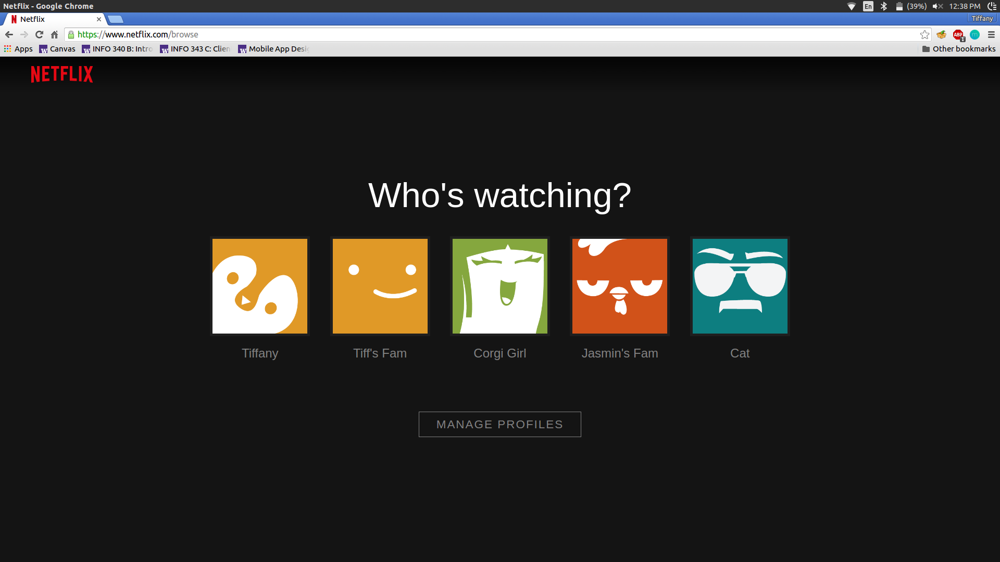 Netflix - Google Chrome
En
(39%)
12:38 PM
Netflix
Tiffany
https://www.netflix.com/browse
ABP
1
m
Apps
Canvas
INFO 340 B: Intro
INFO 343 C: Clien
Mobile App Desig
Other bookmarks
NETFLIX
Who's watching?
Tiffany
Tiff's Fam
Corgi Girl
Jasmin's Fam
Cat
MANAGE PROFILES